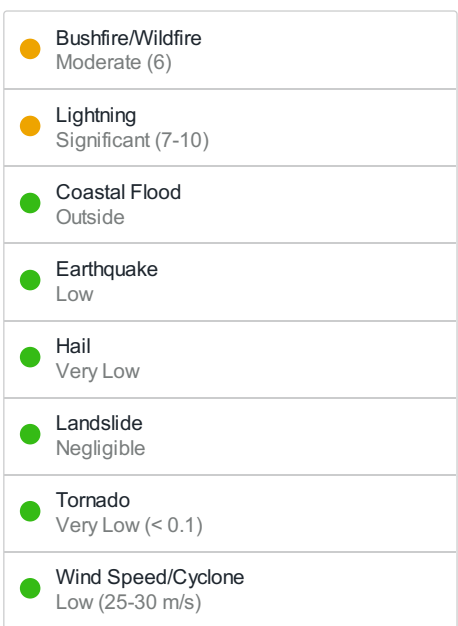 Bushfire/Wildfire
Moderate (6)
Lightning
Significant (7-10)
Coastal Flood
Outside
Earthquake
Low
Hail
Very Low
Landslide
Negligible
Tornado
Very Low (< 0.1)
Wind Speed/Cyclone
Low (25-30 m/s)